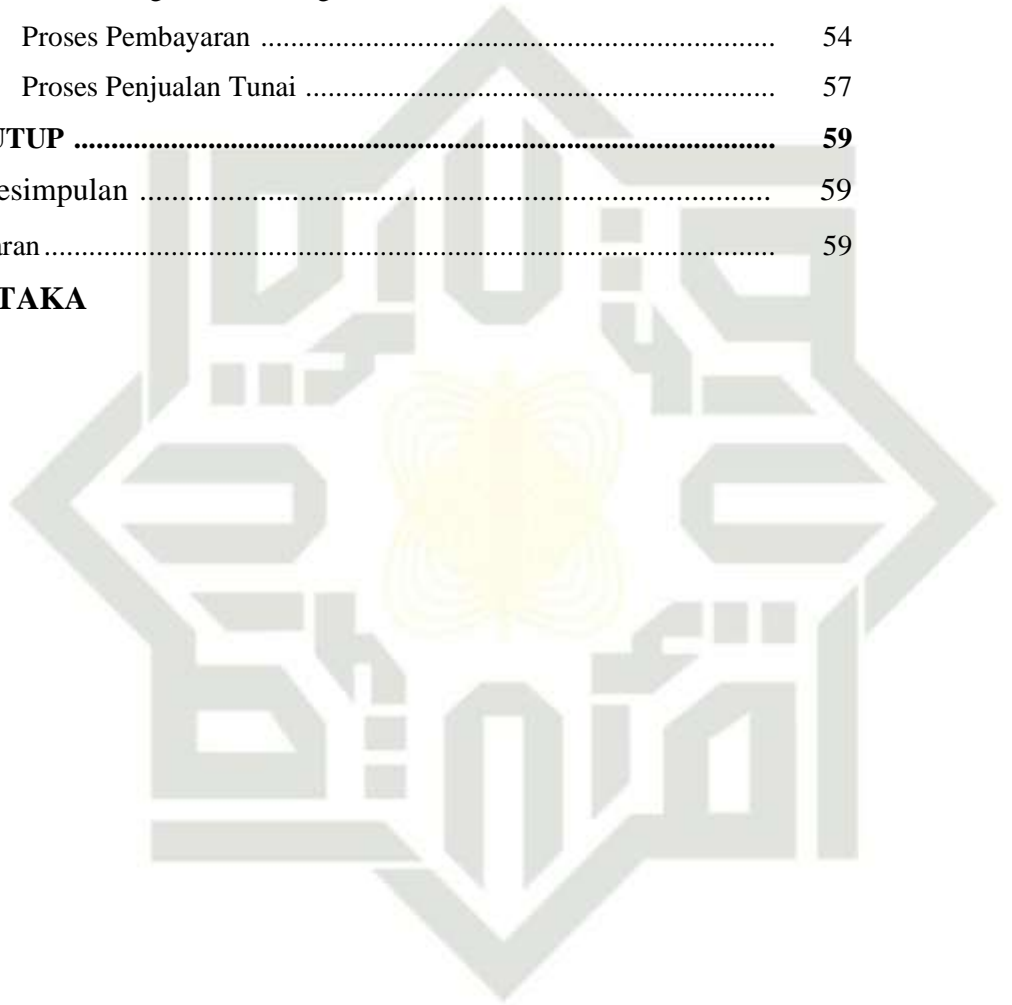 Proses Pembayaran ..................................................................... 54
Proses Penjualan Tunai ............................................................... 57
UTUP .............................................................................................. 59
esimpulan ..................................................................................... 59
aran .................................................................................................. 59
TAKA